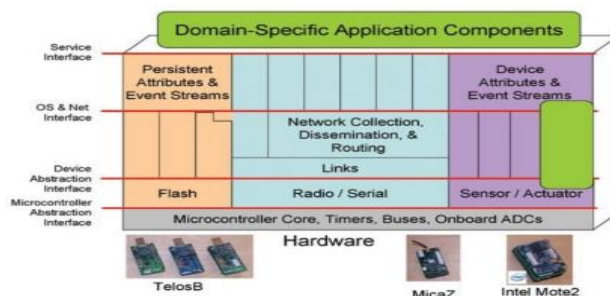 Domain-Specific Application Components
Service
Interface
Persistent
Attributes
& Event Streams
Device
Attributes &
Event Streams
OS & Net
Interface
Network Collection,
Dissemination, &
Routing
Links
Device
Abstraction
Interface
Flash
Radio / Serial
Sensor / Actuator
Microcontroller
Abstraction
Interface
Microcontroller Core, Timers, Buses, Onboard ADCs
Hardware
TelosB
MicaZ
Intel Mote2